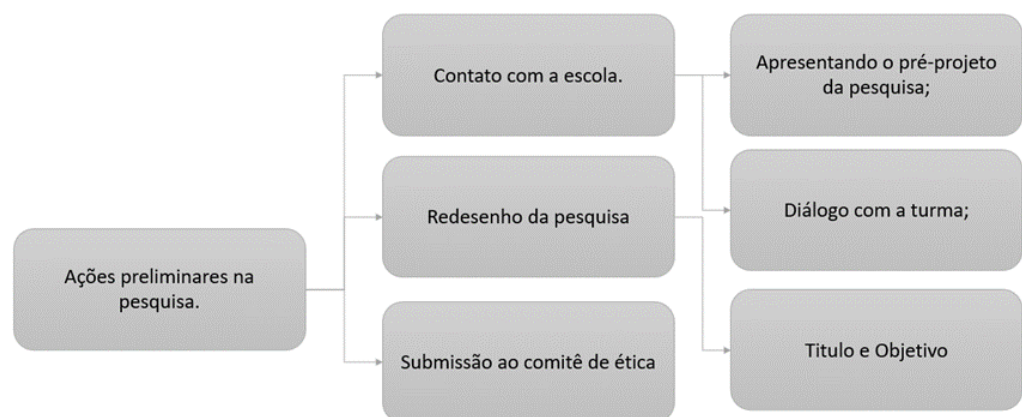 Ações preliminares na
pesquisa.
Contato com a escola.
Apresentando o pré-projeto
da pesquisa;
Diálogo com a turma;
Redesenho da pesquisa
Titulo e Objetivo
Submissão ao comitê de ética